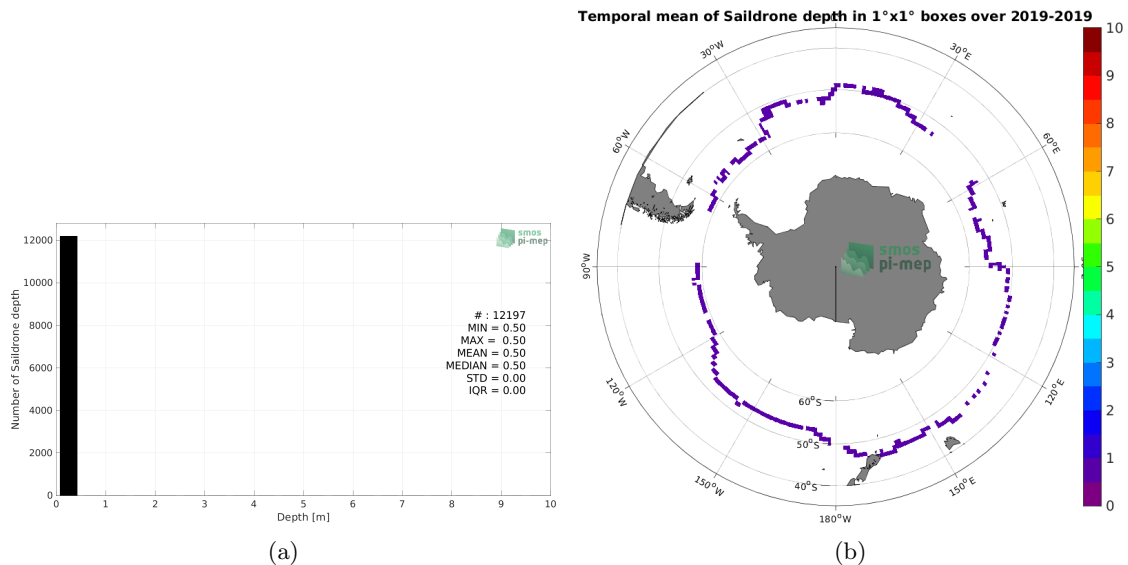 Temporal mean of Saildrone depth in 1°x1° boxes over 2019-2019
12000
10000
8000
6000
4000
2000
0
Number of Saildrone depth
0 1 2 3 4 5 6 7 8 9 10
Depth [m]
smos
pi-mep
# : 12197
MIN = 0.50
MAX = 0.50
MEAN = 0.50
MEDIAN = 0.50
STD = 0.00
IQR = 0.00
(a)
30°W
30°E
60°W
60°E
90°W
120°W
120°E
150°W
150°E
180°W
60°S
50°S
40°S
smos
pi-mep
10
9
8
7
6
5
4
3
2
1
0
(b)